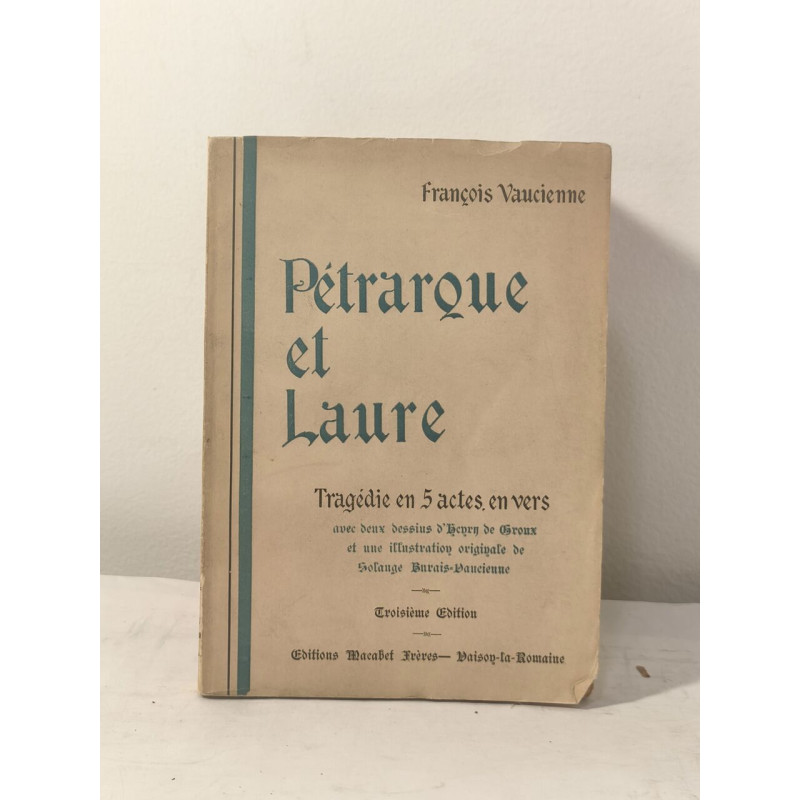 François Vaucienne
Pétrarque
et
Laure
Tragédie en 5 actes, en vers
avec deux dessins d'Henry de Groux
et une illustration originale de
Solange Burais-Vaucienne
Troisième Edition
Editions Macabet Frères — Vaison-la-Romaine